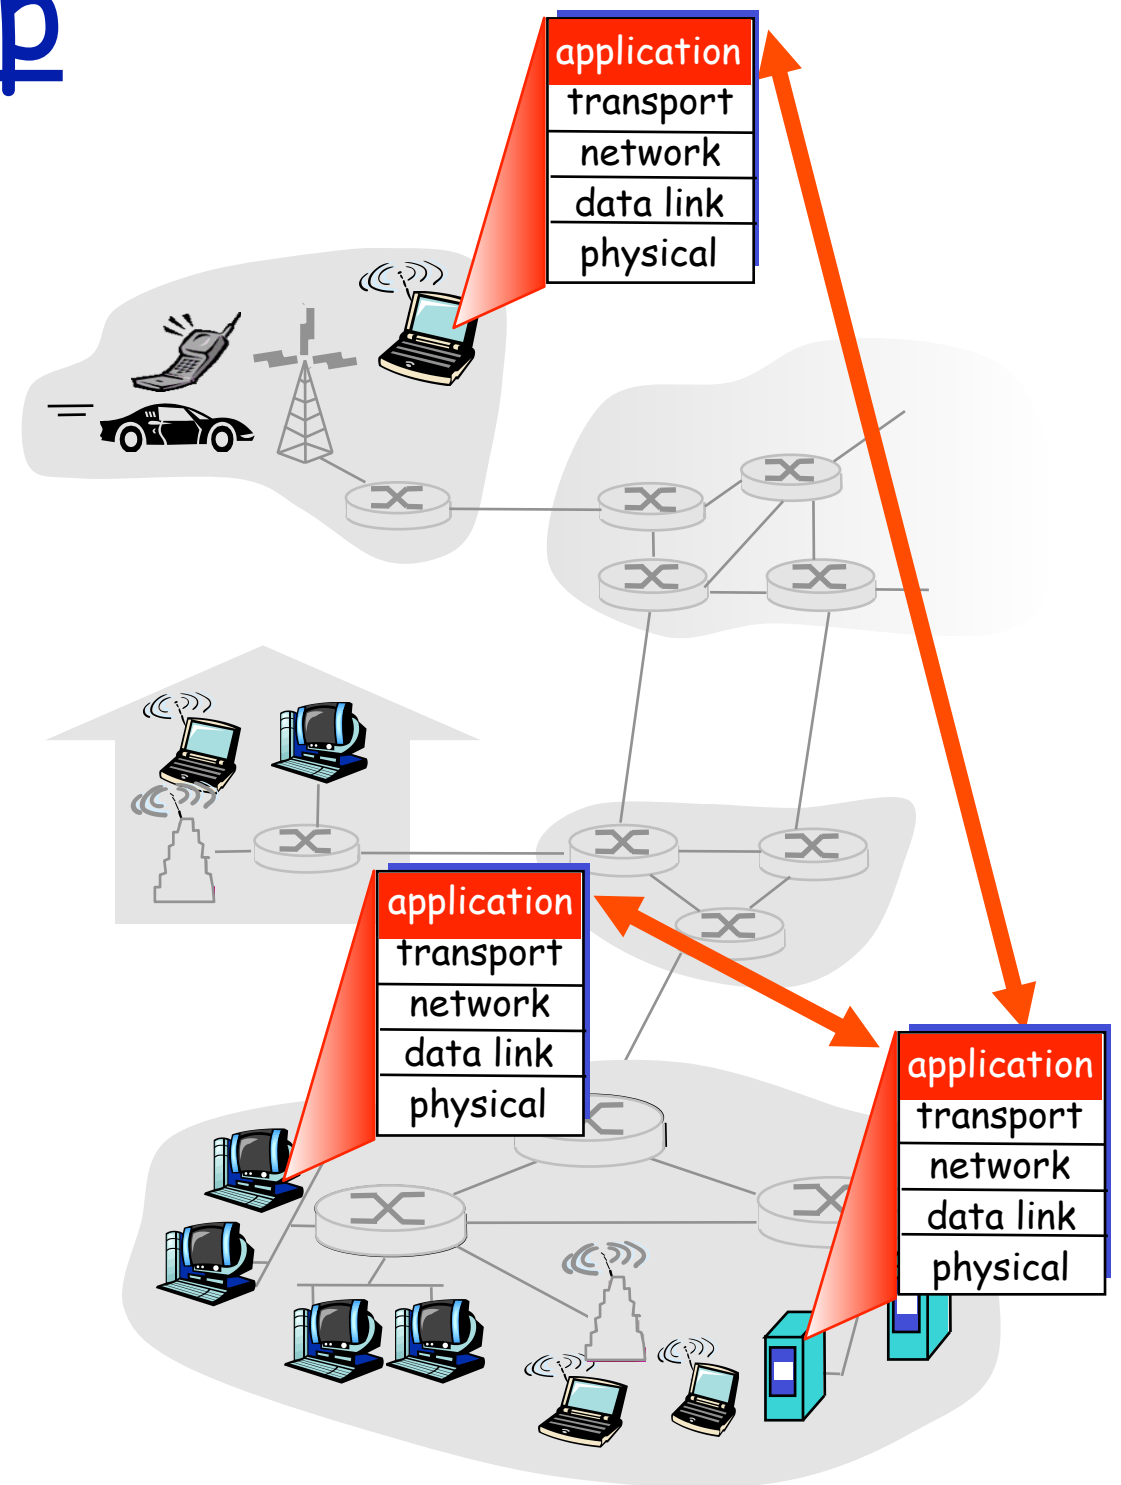 p
application
transport
network
data link
physical
application
transport
network
data link
physical
application
transport
network
data link
physical